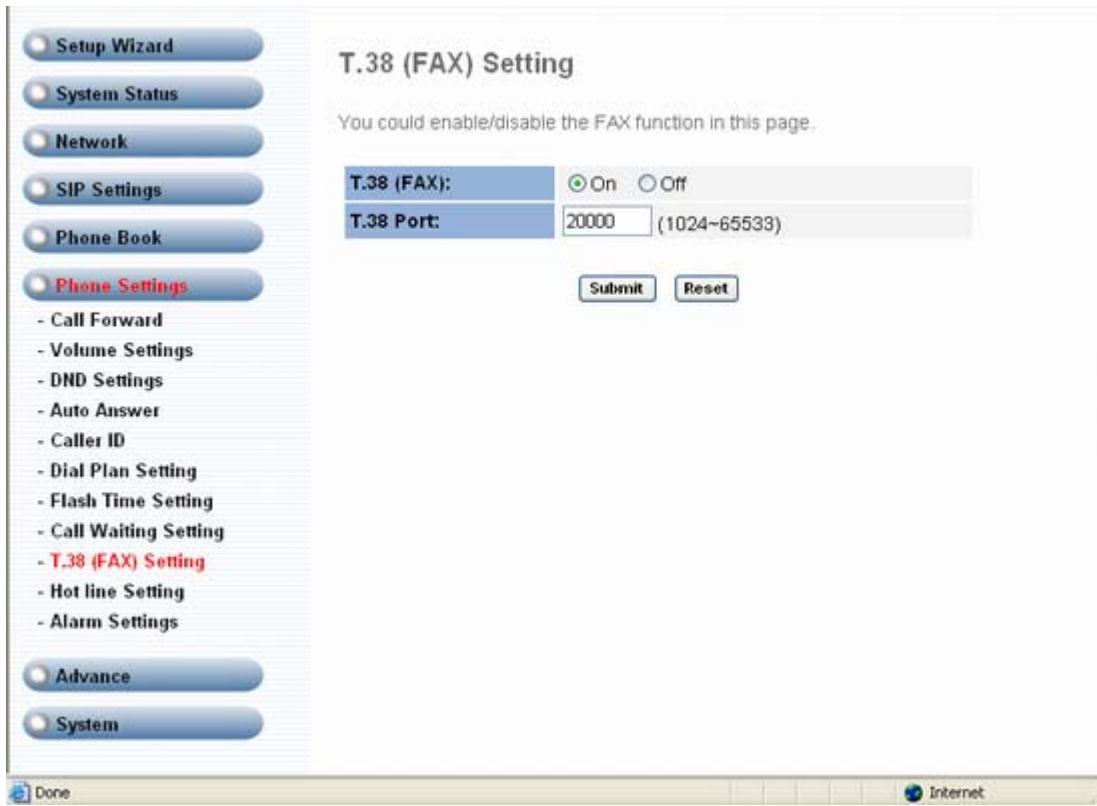 Setup Wizard
System Status
Network
SIP Settings
Phone Book
Phone Settings
- Call Forward
- Volume Settings
- DND Settings
- Auto Answer
- Caller ID
- Dial Plan Setting
- Flash Time Setting
- Call Waiting Setting
- T.38 (FAX) Setting
- Hot line Setting
- Alarm Settings
Advance
System
T.38 (FAX) Setting
You could enable/disable the FAX function in this page.
T.38 (FAX): On Off
T.38 Port: 20000 (1024~65533)
Submit Reset
Done Internet